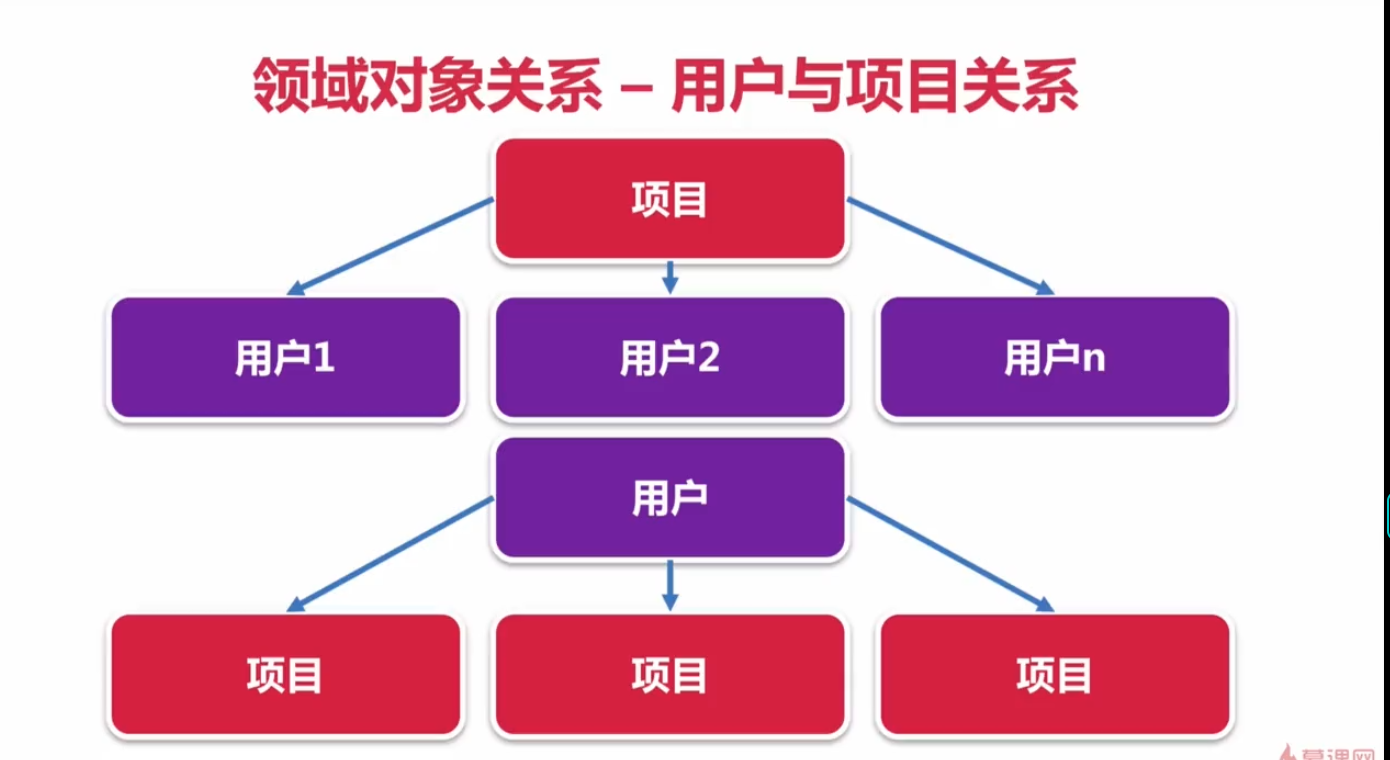 领域对象关系 – 用户与项目关系
项目
用户1
用户2
用户n
用户
项目
项目
项目
慕课网